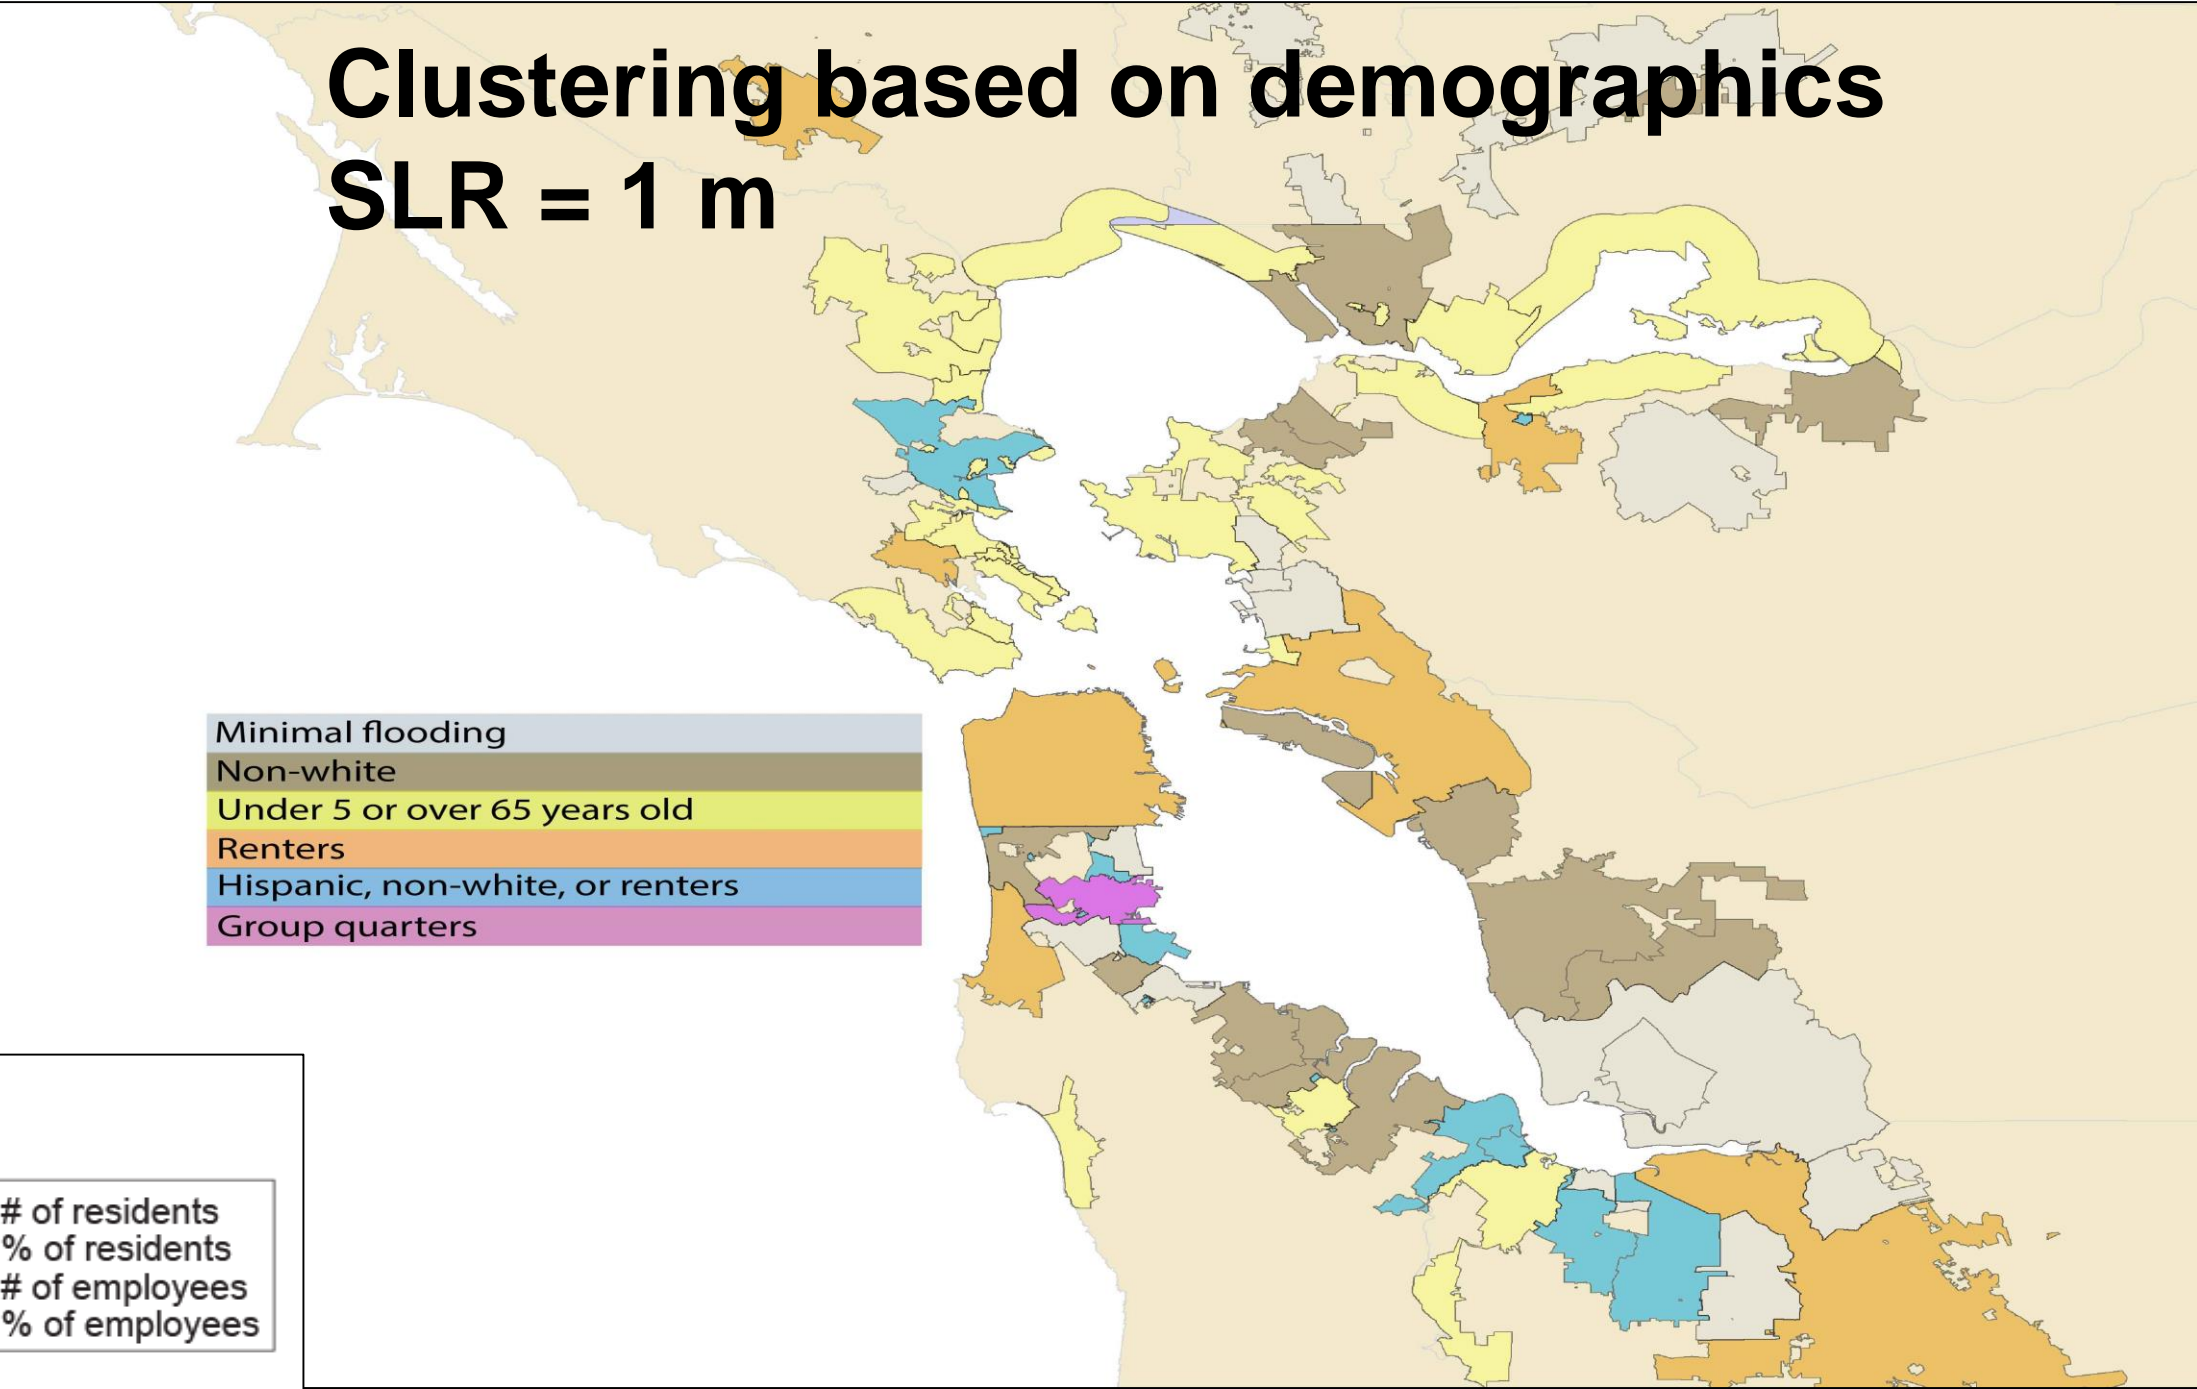 Clustering based on demographics
SLR = 1 m
Minimal flooding
Non-white
Under 5 or over 65 years old
Renters
Hispanic, non-white, or renters
Group quarters
# of residents
% of residents
# of employees
% of employees